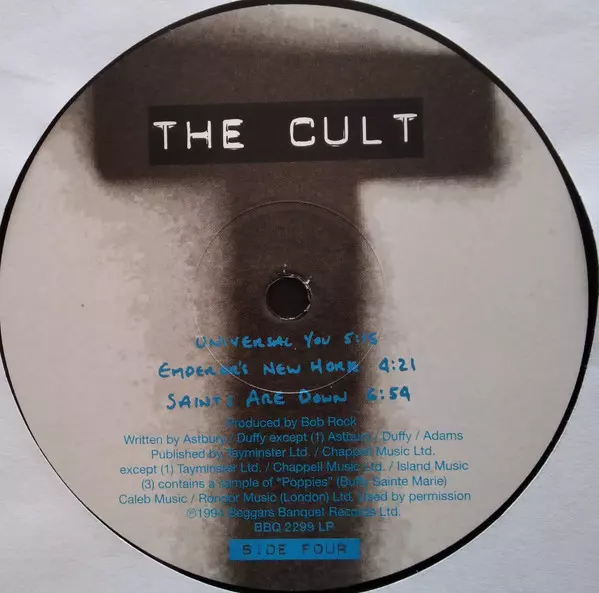 THE CULT
UNIVERSAL YOU 5:15
EMPEROR'S NEW HORN 4:21
SAINTS ARE DOWN 6:54
Produced by Bob Rock
Written by Astbury / Duffy except (1) Astbury / Duffy / Adams
Published by Tayminster Ltd. / Chappell Music Ltd.
except (1) Tayminster Ltd. / Chappell Music Ltd. / Island Music
(3) contains a sample of "Poppies" (Buffy Sainte Marie)
Caleb Music / Rondor Music (London) Ltd. Used by permission
℗1994 Beggars Banquet Records Ltd.
BBQ 2299 LP
SIDE FOUR